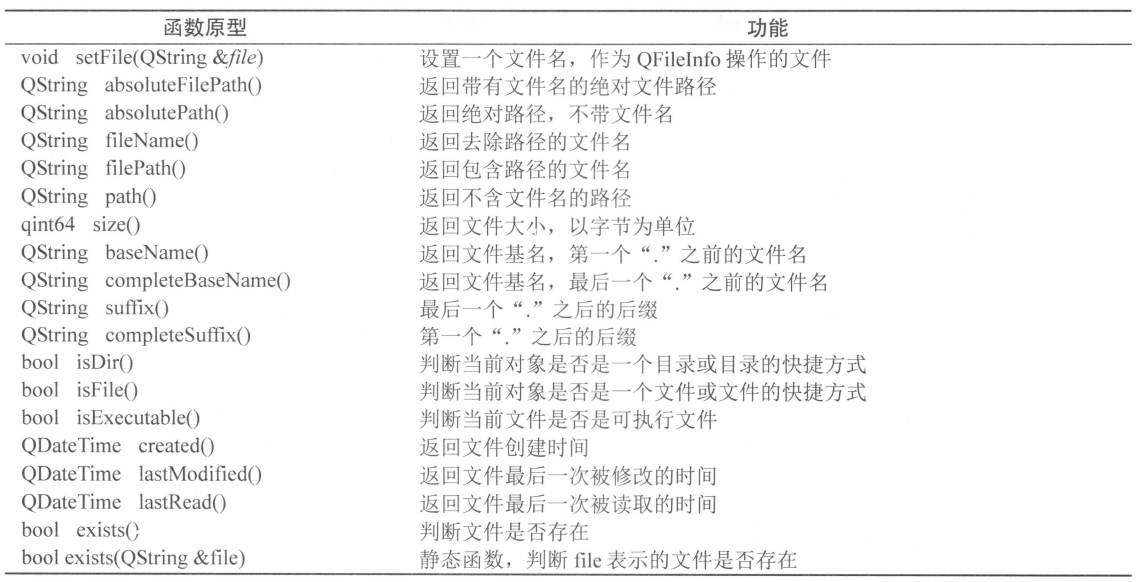 函数原型 功能
void setFile(QString &file) 设置一个文件名，作为 QFileInfo 操作的文件
QString absoluteFilePath() 返回带有文件名的绝对文件路径
QString absolutePath() 返回绝对路径，不带文件名
QString fileName() 返回去除路径的文件名
QString filePath() 返回包含路径的文件名
QString path() 返回不含文件名的路径
qint64 size() 返回文件大小，以字节为单位
QString baseName() 返回文件基名，第一个“.”之前的文件名
QString completeBaseName() 返回文件基名，最后一个“.”之前的文件名
QString suffix() 最后一个“.”之后的后缀
QString completeSuffix() 第一个“.”之后的后缀
bool isDir() 判断当前对象是否是一个目录或目录的快捷方式
bool isFile() 判断当前对象是否是一个文件或文件的快捷方式
bool isExecutable() 判断当前文件是否是可执行文件
QDateTime created() 返回文件创建时间
QDateTime lastModified() 返回文件最后一次被修改的时间
QDateTime lastRead() 返回文件最后一次被读取的时间
bool exists() 判断文件是否存在
bool exists(QString &file) 静态函数，判断 file 表示的文件是否存在